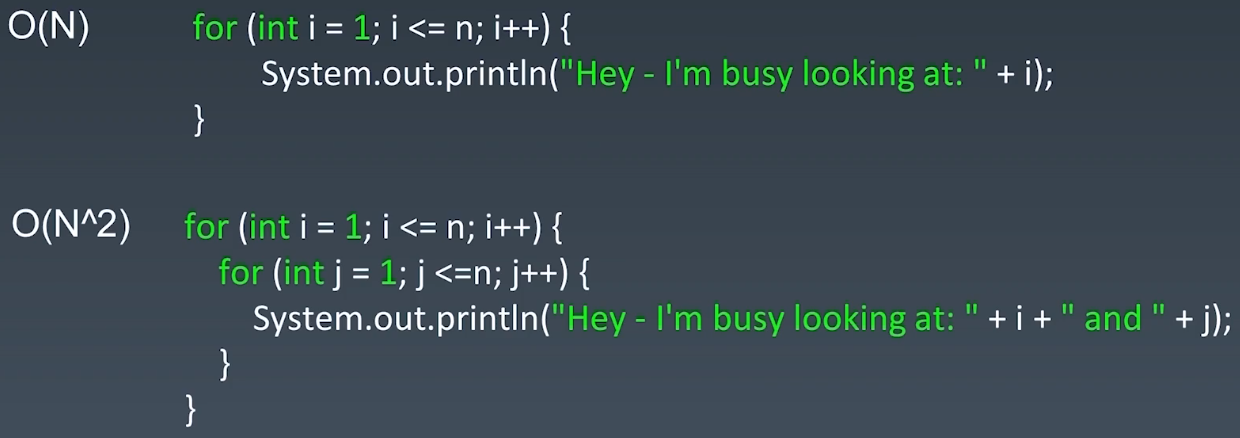 O(N) for (int i = 1; i <= n; i++) {
System.out.println("Hey - I'm busy looking at: " + i);
}
O(N^2) for (int i = 1; i <= n; i++) {
for (int j = 1; j <=n; j++) {
System.out.println("Hey - I'm busy looking at: " + i + " and " + j);
}
}